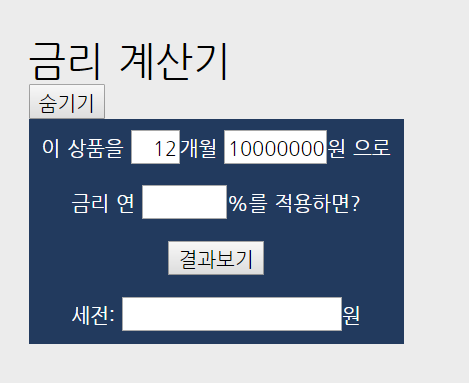 금리 계산기
숨기기
이 상품을 12개월 10000000원 으로
금리 연 %를 적용하면?
결과보기
세전: 원